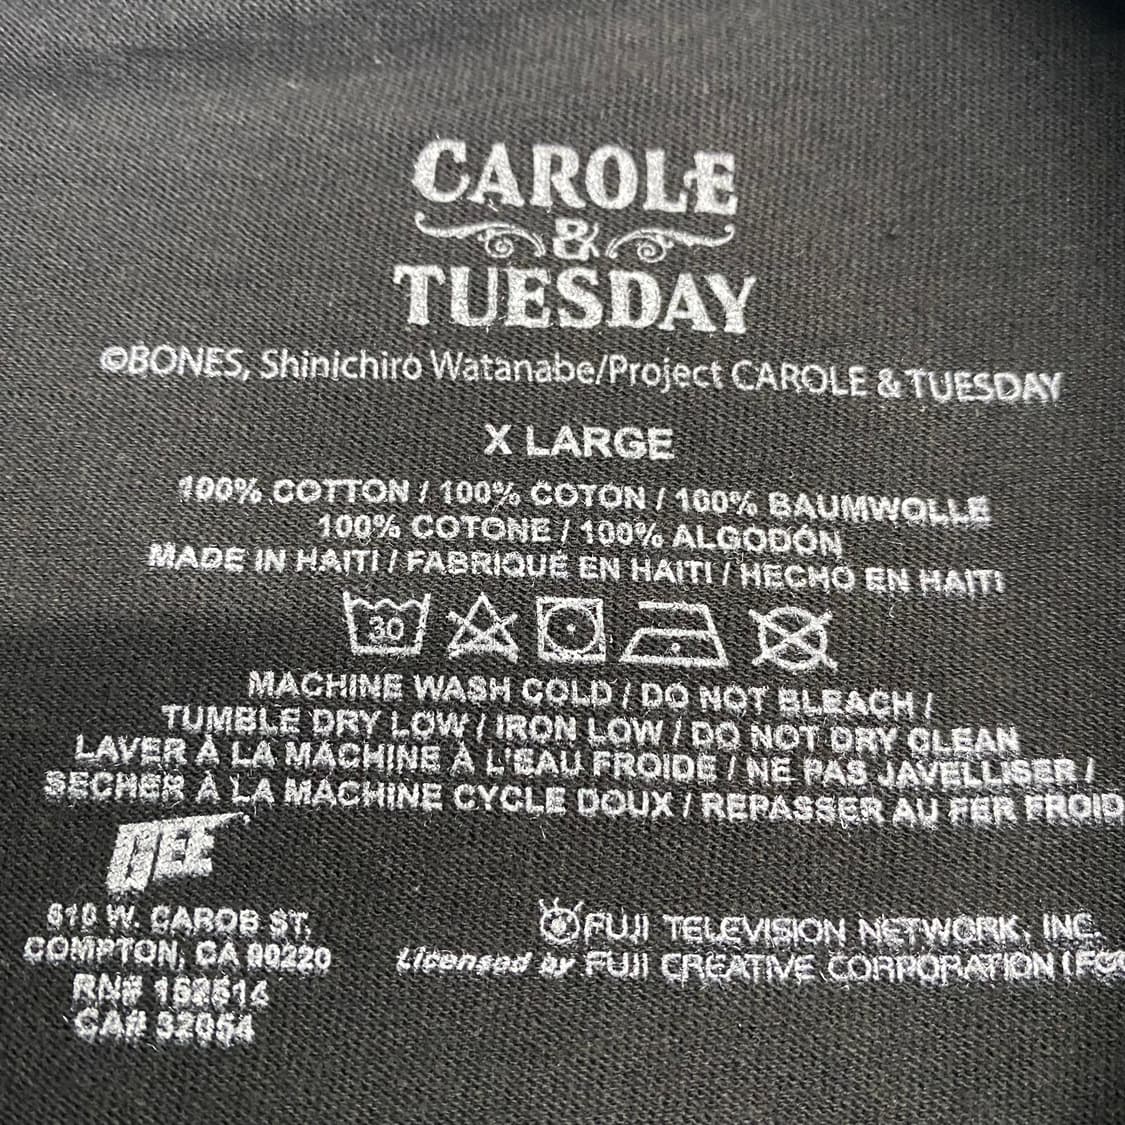 CAROLE
&
TUESDAY
©BONES, Shinichiro Watanabe/Project CAROLE & TUESDAY
X LARGE
100% COTTON / 100% COTON / 100% BAUMWOLLE
100% COTONE / 100% ALGODÓN
MADE IN HAITI / FABRIQUÉ EN HAITI / HECHO EN HAITI
30
MACHINE WASH COLD / DO NOT BLEACH /
TUMBLE DRY LOW / IRON LOW / DO NOT DRY CLEAN
LAVER À LA MACHINE À L'EAU FROIDE / NE PAS JAVELLISER /
SECHER À LA MACHINE CYCLE DOUX / REPASSER AU FER FROID
GEE
W. CAROB ST,
COMPTON, CA 90220
RN#
CA# 32054
FUJI TELEVISION NETWORK, INC.
Licensed by FUJI CREATIVE CORPORATION